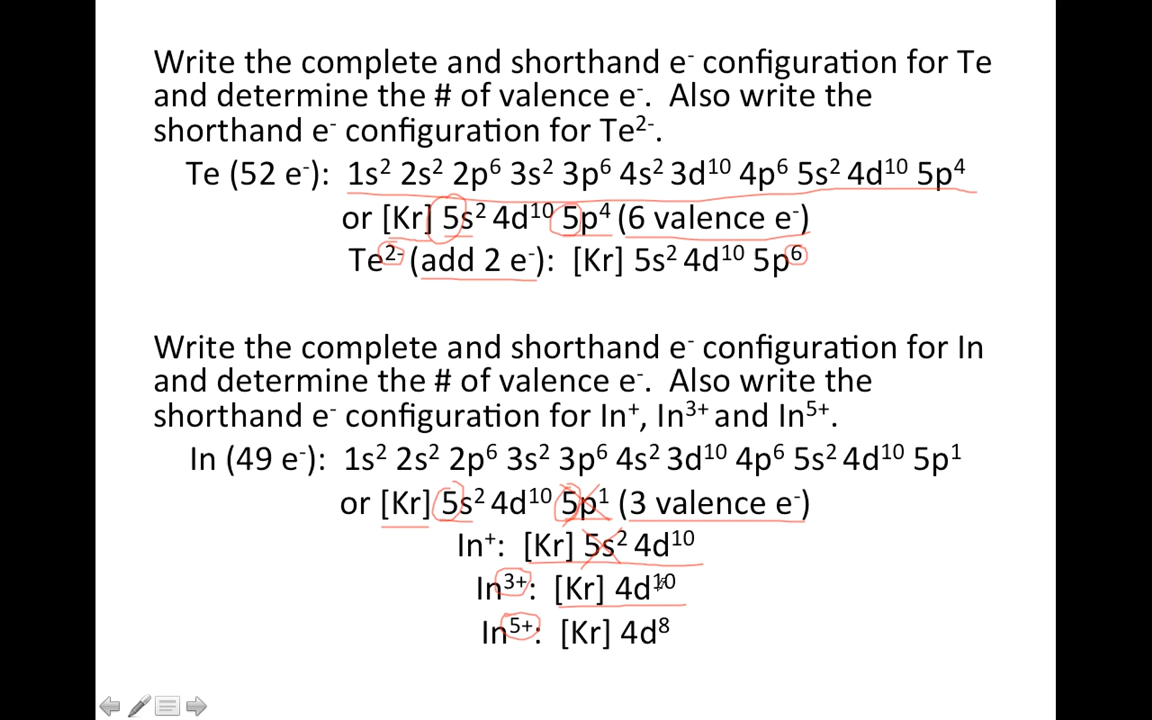 Write the complete and shorthand e⁻ configuration for Te
and determine the # of valence e⁻. Also write the
shorthand e⁻ configuration for Te²⁻.
Te (52 e⁻): 1s² 2s² 2p⁶ 3s² 3p⁶ 4s² 3d¹⁰ 4p⁶ 5s² 4d¹⁰ 5p⁴
or [Kr] 5s² 4d¹⁰ 5p⁴ (6 valence e⁻)
Te²⁻ (add 2 e⁻): [Kr] 5s² 4d¹⁰ 5p⁶
Write the complete and shorthand e⁻ configuration for In
and determine the # of valence e⁻. Also write the
shorthand e⁻ configuration for In⁺, In³⁺ and In⁵⁺.
In (49 e⁻): 1s² 2s² 2p⁶ 3s² 3p⁶ 4s² 3d¹⁰ 4p⁶ 5s² 4d¹⁰ 5p¹
or [Kr] 5s² 4d¹⁰ 5p¹ (3 valence e⁻)
In⁺: [Kr] 5s² 4d¹⁰
In³⁺: [Kr] 4d¹⁰
In⁵⁺: [Kr] 4d⁸